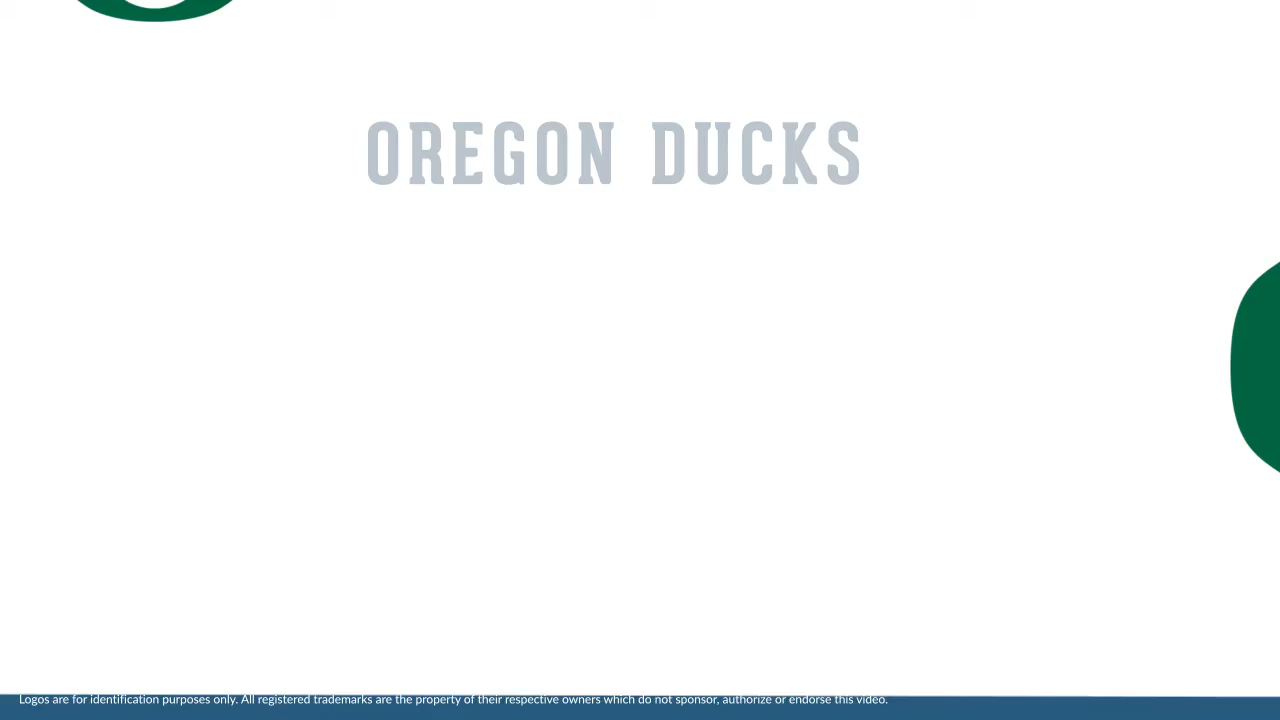 OREGON DUCKS
Logos are for identification purposes only. All registered trademarks are the property of their respective owners which do not sponsor, authorize or endorse this video.